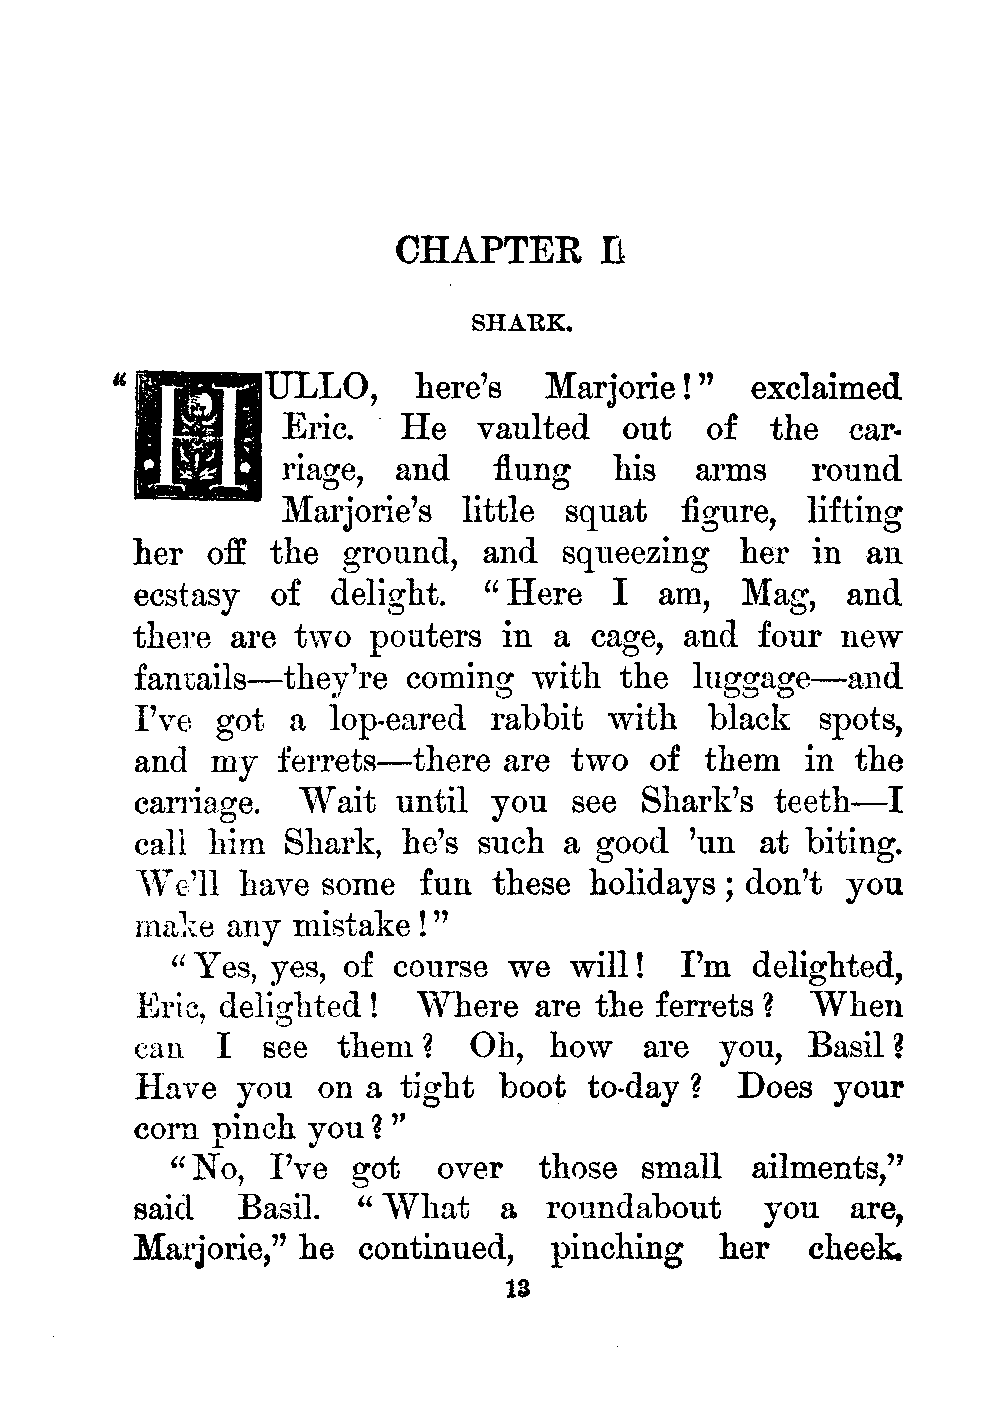 CHAPTER II
SHARK.
"HULLO, here's Marjorie!" exclaimed
Eric. He vaulted out of the car-
riage, and flung his arms round
Marjorie's little squat figure, lifting
her off the ground, and squeezing her in an
ecstasy of delight. "Here I am, Mag, and
there are two pouters in a cage, and four new
fantails—they're coming with the luggage—and
I've got a lop-eared rabbit with black spots,
and my ferrets—there are two of them in the
carriage. Wait until you see Shark's teeth—I
call him Shark, he's such a good 'un at biting.
We'll have some fun these holidays; don't you
make any mistake!"
"Yes, yes, of course we will! I'm delighted,
Eric, delighted! Where are the ferrets? When
can I see them? Oh, how are you, Basil?
Have you on a tight boot to-day? Does your
corn pinch you?"
"No, I've got over those small ailments,"
said Basil. "What a roundabout you are,
Marjorie," he continued, pinching her cheek.
13